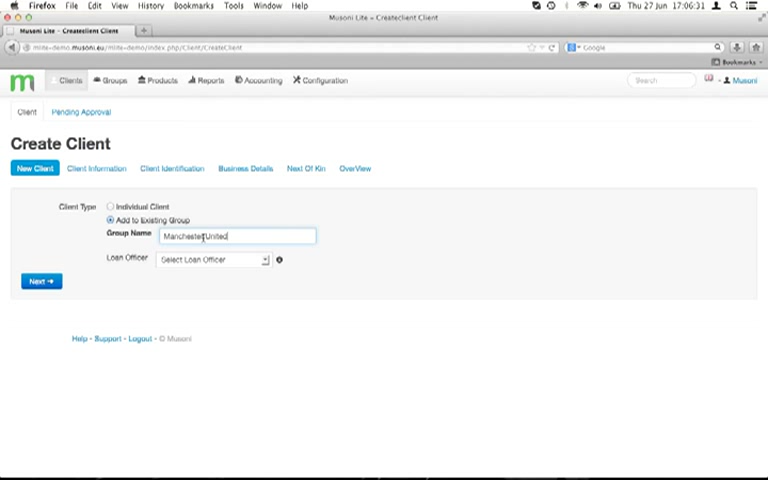 Firefox File Edit View History Bookmarks Tools Window Help Thu 27 Jun 17:06:31
Musoni Lite - Createclient Client
Musoni Lite - Createclient Client
mlite-demo.musoni.eu/mlite-demo/index.php/Client/CreateClient Google
Bookmarks
m Clients Groups Products Reports Accounting Configuration Search Musoni
Client Pending Approval
Create Client
New Client Client Information Client Identification Business Details Next Of Kin OverView
Client Type Individual Client
Add to Existing Group
Group Name Manchester United
Loan Officer Select Loan Officer
Next
Help - Support - Logout - © Musoni